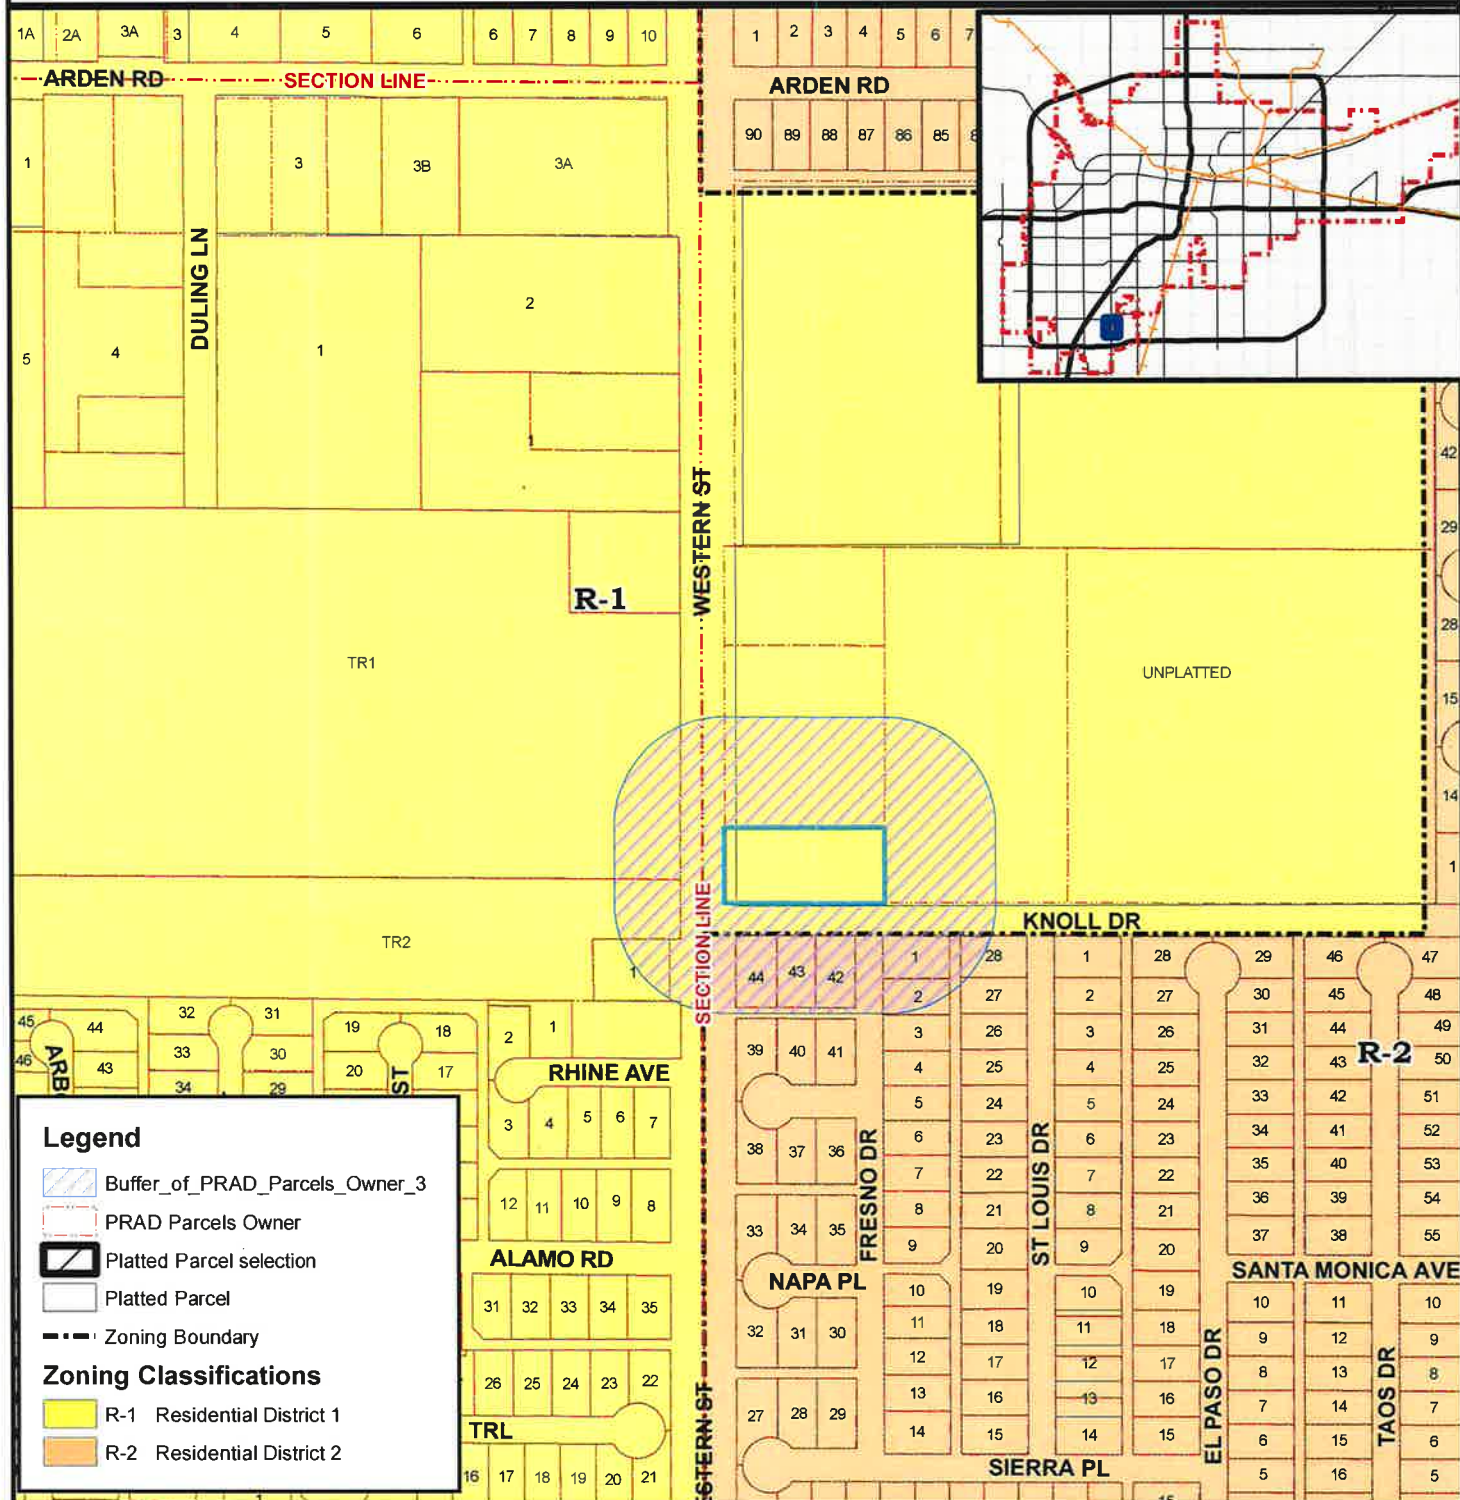 1A 2A 3A 3 4 5 6 6 7 8 9 10 1 2 3 4 5 6 7
ARDEN RD SECTION LINE ARDEN RD
90 89 88 87 86 85
1 3 3B 3A
DULING LN
2
5 4 1
1
42
WESTERN ST
29
R-1
28
TR1 UNPLATTED
15
14
1
SECTION LINE
KNOLL DR
TR2
1 44 43 42 1 28 1 28 29 46 47
2 27 2 27 30 45 48
45 44 32 31 19 18 2 1
46 43 33 30 20 17
34 29
ST
39 40 41 3 26 3 26 31 44 49
R-2
RHINE AVE
4 25 4 25 32 43 50
3 4 5 6 7
5 24 5 24 33 42 51
38 37 36 6 23 6 23 34 41 52
FRESNO DR
ST LOUIS DR
7 22 7 22 35 40 53
12 11 10 9 8
33 34 35 8 21 8 21 36 39 54
9 20 9 20 37 38 55
ALAMO RD
NAPA PL
SANTA MONICA AVE
31 32 33 34 35
10 19 10 19 10 11 10
32 31 30 11 18 11 18 9 12 9
EL PASO DR
TAOS DR
12 17 12 17 8 13 8
26 25 24 23 22
13 16 13 16 7 14 7
27 28 29 14 15 14 15 6 15 6
TRL
SIERRA PL
5 16 5
16 17 18 19 20 21
Legend
Buffer_of_PRAD_Parcels_Owner_3
PRAD Parcels Owner
Platted Parcel selection
Platted Parcel
Zoning Boundary
Zoning Classifications
R-1 Residential District 1
R-2 Residential District 2